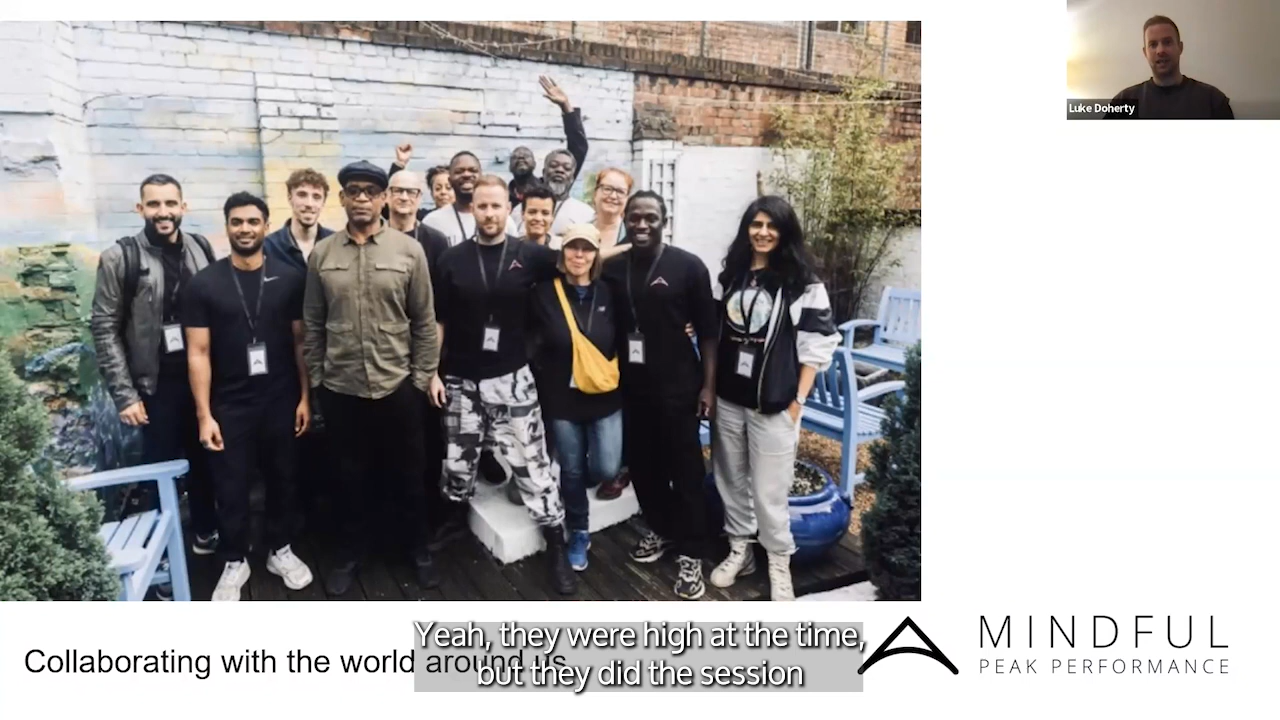 Luke Doherty
Yeah, they were high at the time,
but they did the session
Collaborating with the world around us
MINDFUL
PEAK PERFORMANCE